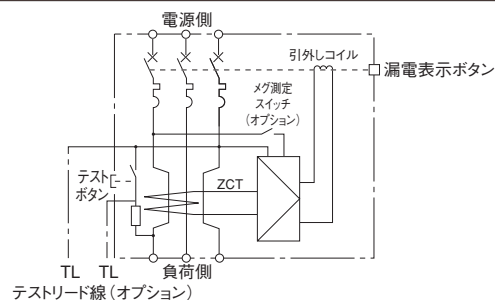 電源側
引外しコイル
漏電表示ボタン
メグ測定
スイッチ
(オプション)
テスト
ボタン
ZCT
TL TL 負荷側
テストリード線(オプション)